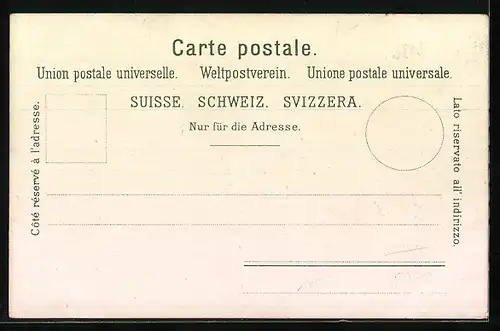 Carte postale.
Union postale universelle. Weltpostverein. Unione postale universale.
SUISSE. SCHWEIZ. SVIZZERA.
Nur für die Adresse.
Côté réservé à l'adresse.
Lato riservato all' indirizzo.